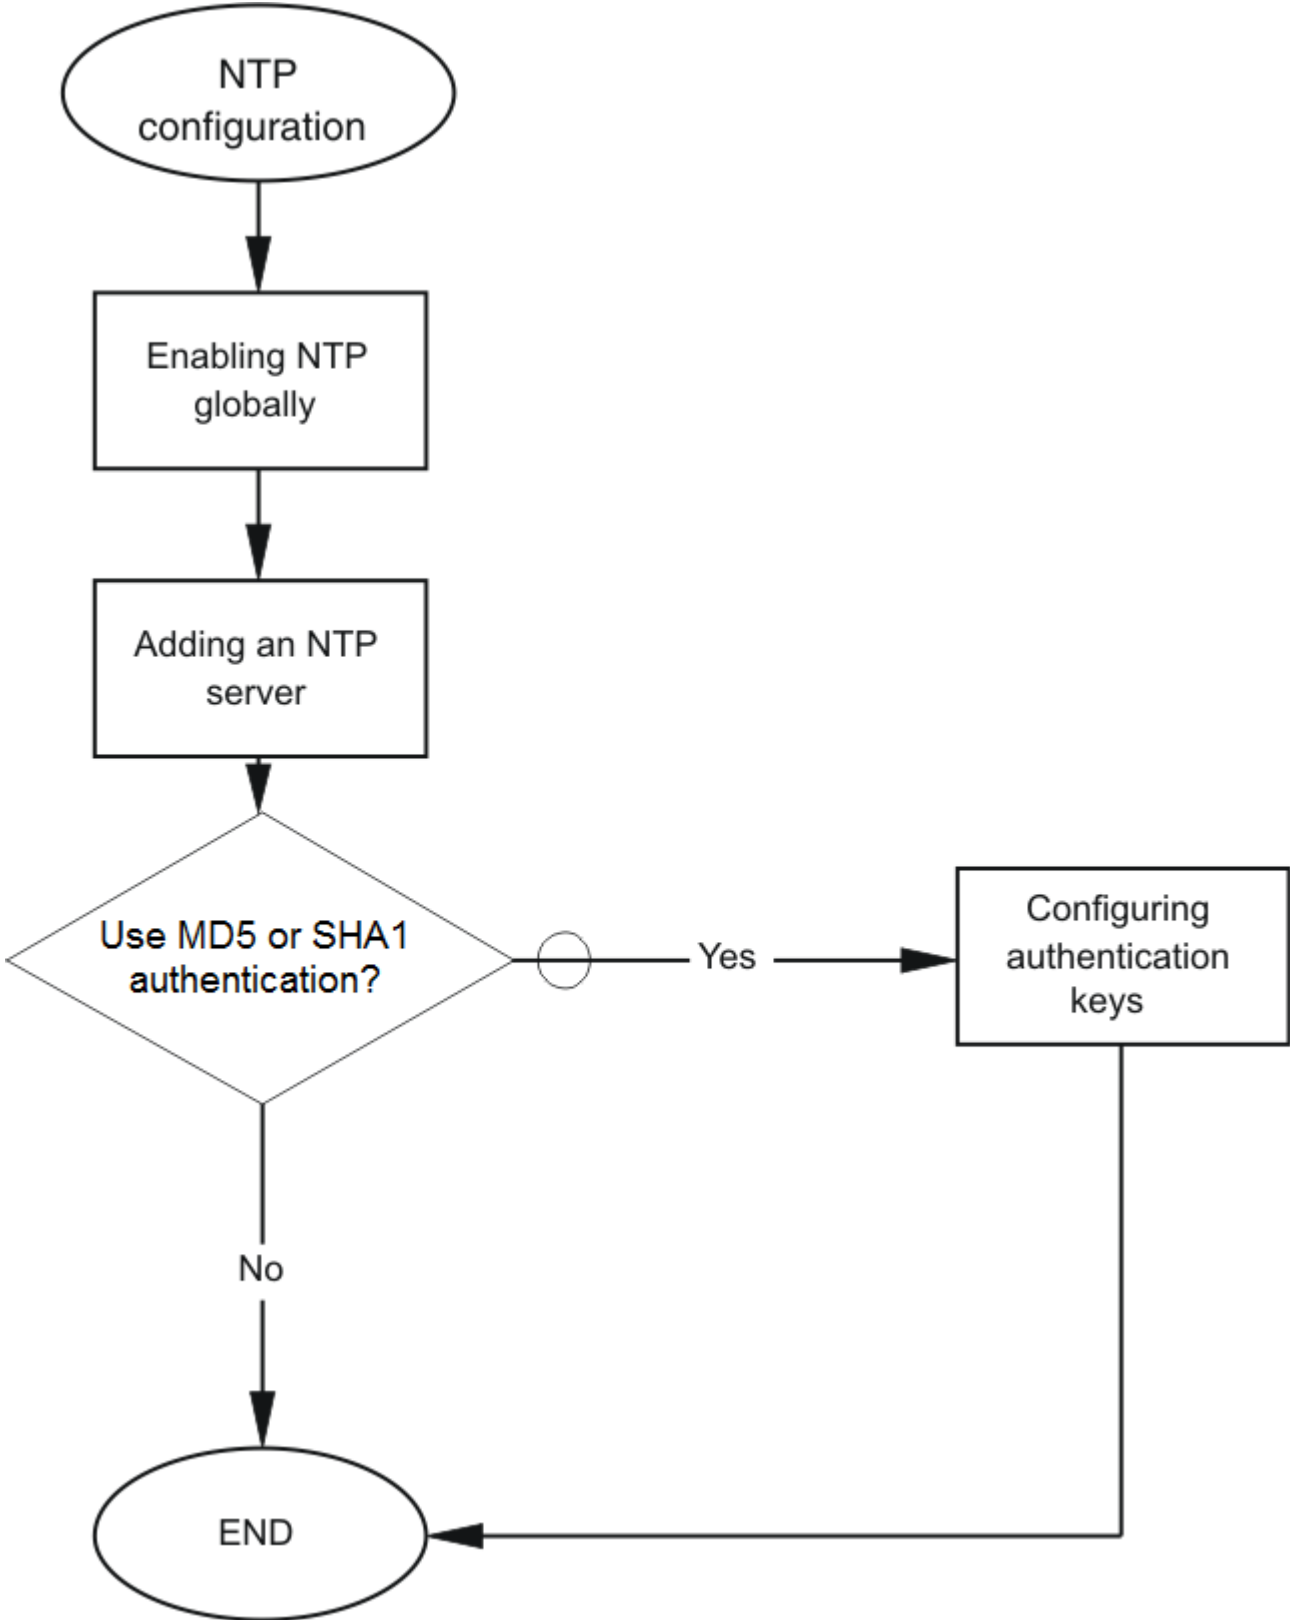 NTP
configuration
Enabling NTP
globally
Adding an NTP
server
Use MD5 or SHA1
authentication?
Yes
Configuring
authentication
keys
No
END